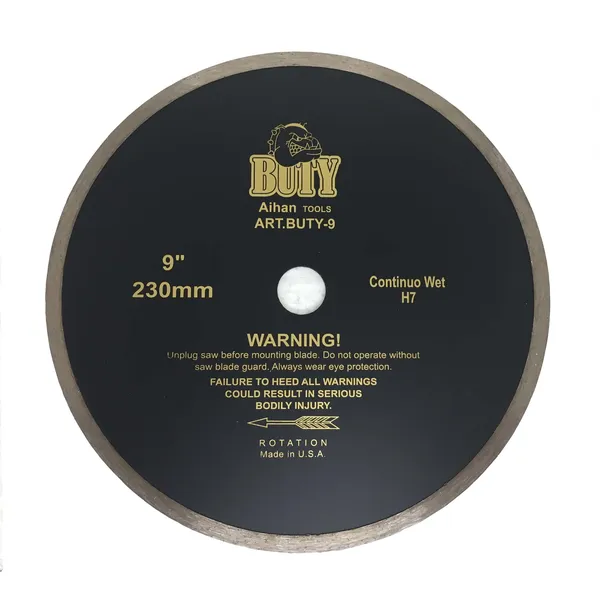 BUTY
Aihan TOOLS
ART.BUTY-9
9"
230mm
Continuo Wet
H7
WARNING!
Unplug saw before mounting blade. Do not operate without
saw blade guard. Always wear eye protection.
FAILURE TO HEED ALL WARNINGS
COULD RESULT IN SERIOUS
BODILY INJURY.
ROTATION
Made in U.S.A.